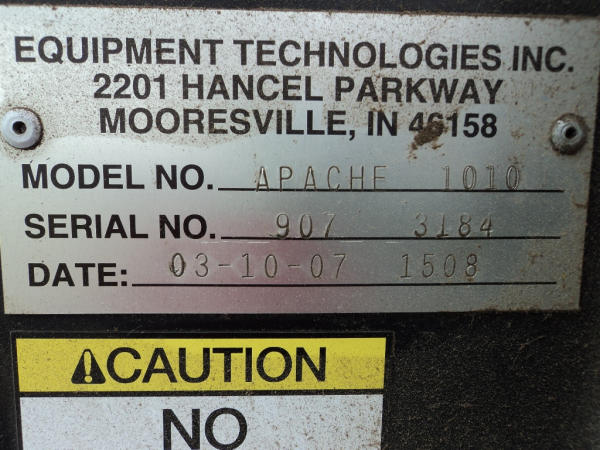 EQUIPMENT TECHNOLOGIES INC.
2201 HANCEL PARKWAY
MOORESVILLE, IN 46158
MODEL NO. APACHE 1010
SERIAL NO. 907 3184
DATE: 03-10-07 1508
⚠CAUTION
NO